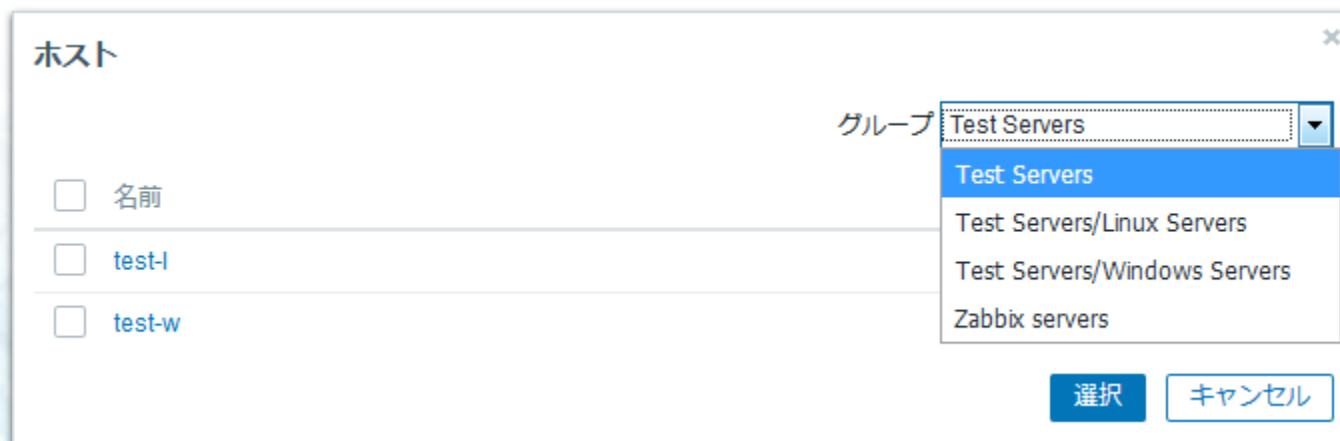 ホスト
グループ Test Servers
Test Servers
Test Servers/Linux Servers
Test Servers/Windows Servers
Zabbix servers
名前
test-l
test-w
選択 キャンセル